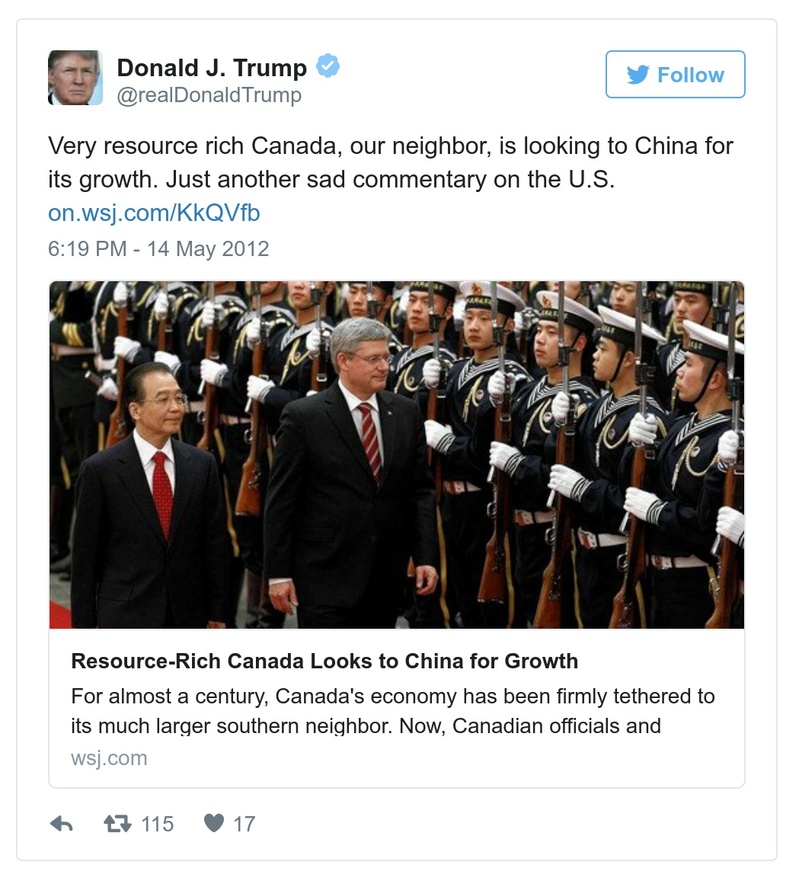 Donald J. Trump
@realDonaldTrump
Follow
Very resource rich Canada, our neighbor, is looking to China for
its growth. Just another sad commentary on the U.S.
on.wsj.com/KkQVfb
6:19 PM - 14 May 2012
Resource-Rich Canada Looks to China for Growth
For almost a century, Canada's economy has been firmly tethered to
its much larger southern neighbor. Now, Canadian officials and
wsj.com
115
17